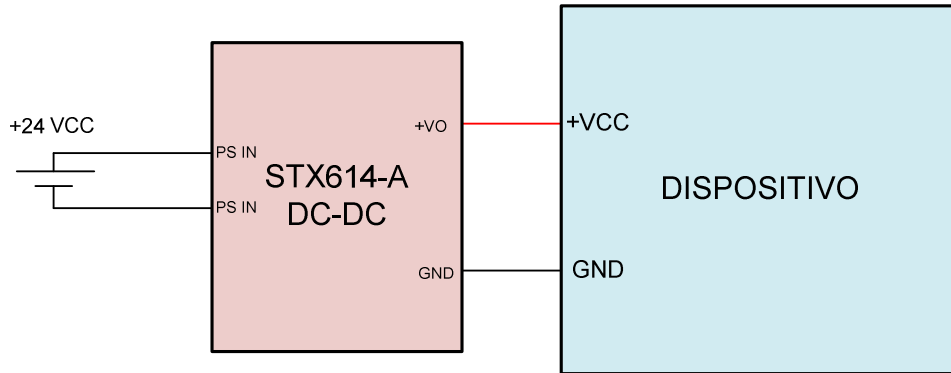 +24 VCC
PS IN
PS IN
STX614-A
DC-DC
+VO
GND
+VCC
GND
DISPOSITIVO